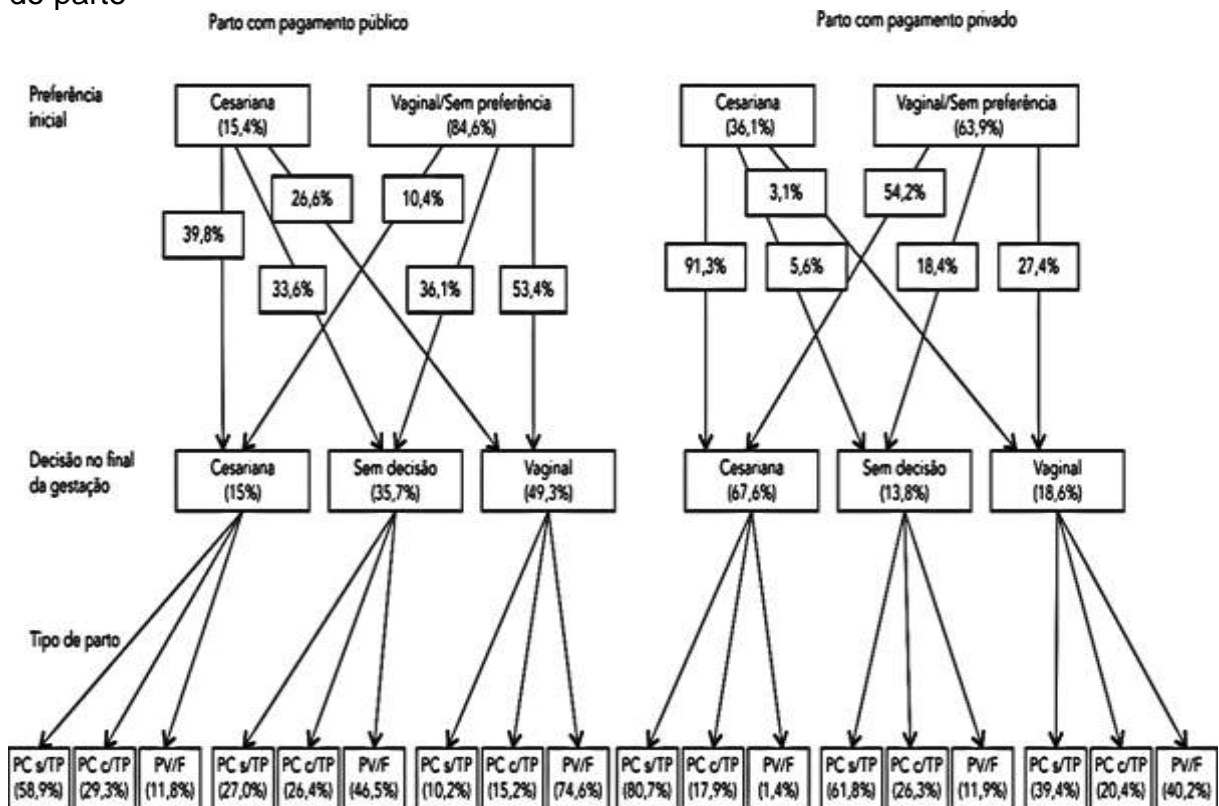 de parto
Parto com pagamento público
Parto com pagamento privado
Preferência
inicial
Cesariana
(15,4%)
Vaginal/Sem preferência
(84,6%)
Cesariana
(36,1%)
Vaginal/Sem preferência
(63,9%)
26,6%
10,4%
3,1%
54,2%
39,8%
33,6%
36,1%
53,4%
91,3%
5,6%
18,4%
27,4%
Decisão no final
da gestação
Cesariana
(15%)
Sem decisão
(35,7%)
Vaginal
(49,3%)
Cesariana
(67,6%)
Sem decisão
(13,8%)
Vaginal
(18,6%)
Tipo de parto
PC s/TP
(58,9%)
PC c/TP
(29,3%)
PV/F
(11,8%)
PC s/TP
(27,0%)
PC c/TP
(26,4%)
PV/F
(46,5%)
PC s/TP
(10,2%)
PC c/TP
(15,2%)
PV/F
(74,6%)
PC s/TP
(80,7%)
PC c/TP
(17,9%)
PV/F
(1,4%)
PC s/TP
(61,8%)
PC c/TP
(26,3%)
PV/F
(11,9%)
PC s/TP
(39,4%)
PC c/TP
(20,4%)
PV/F
(40,2%)